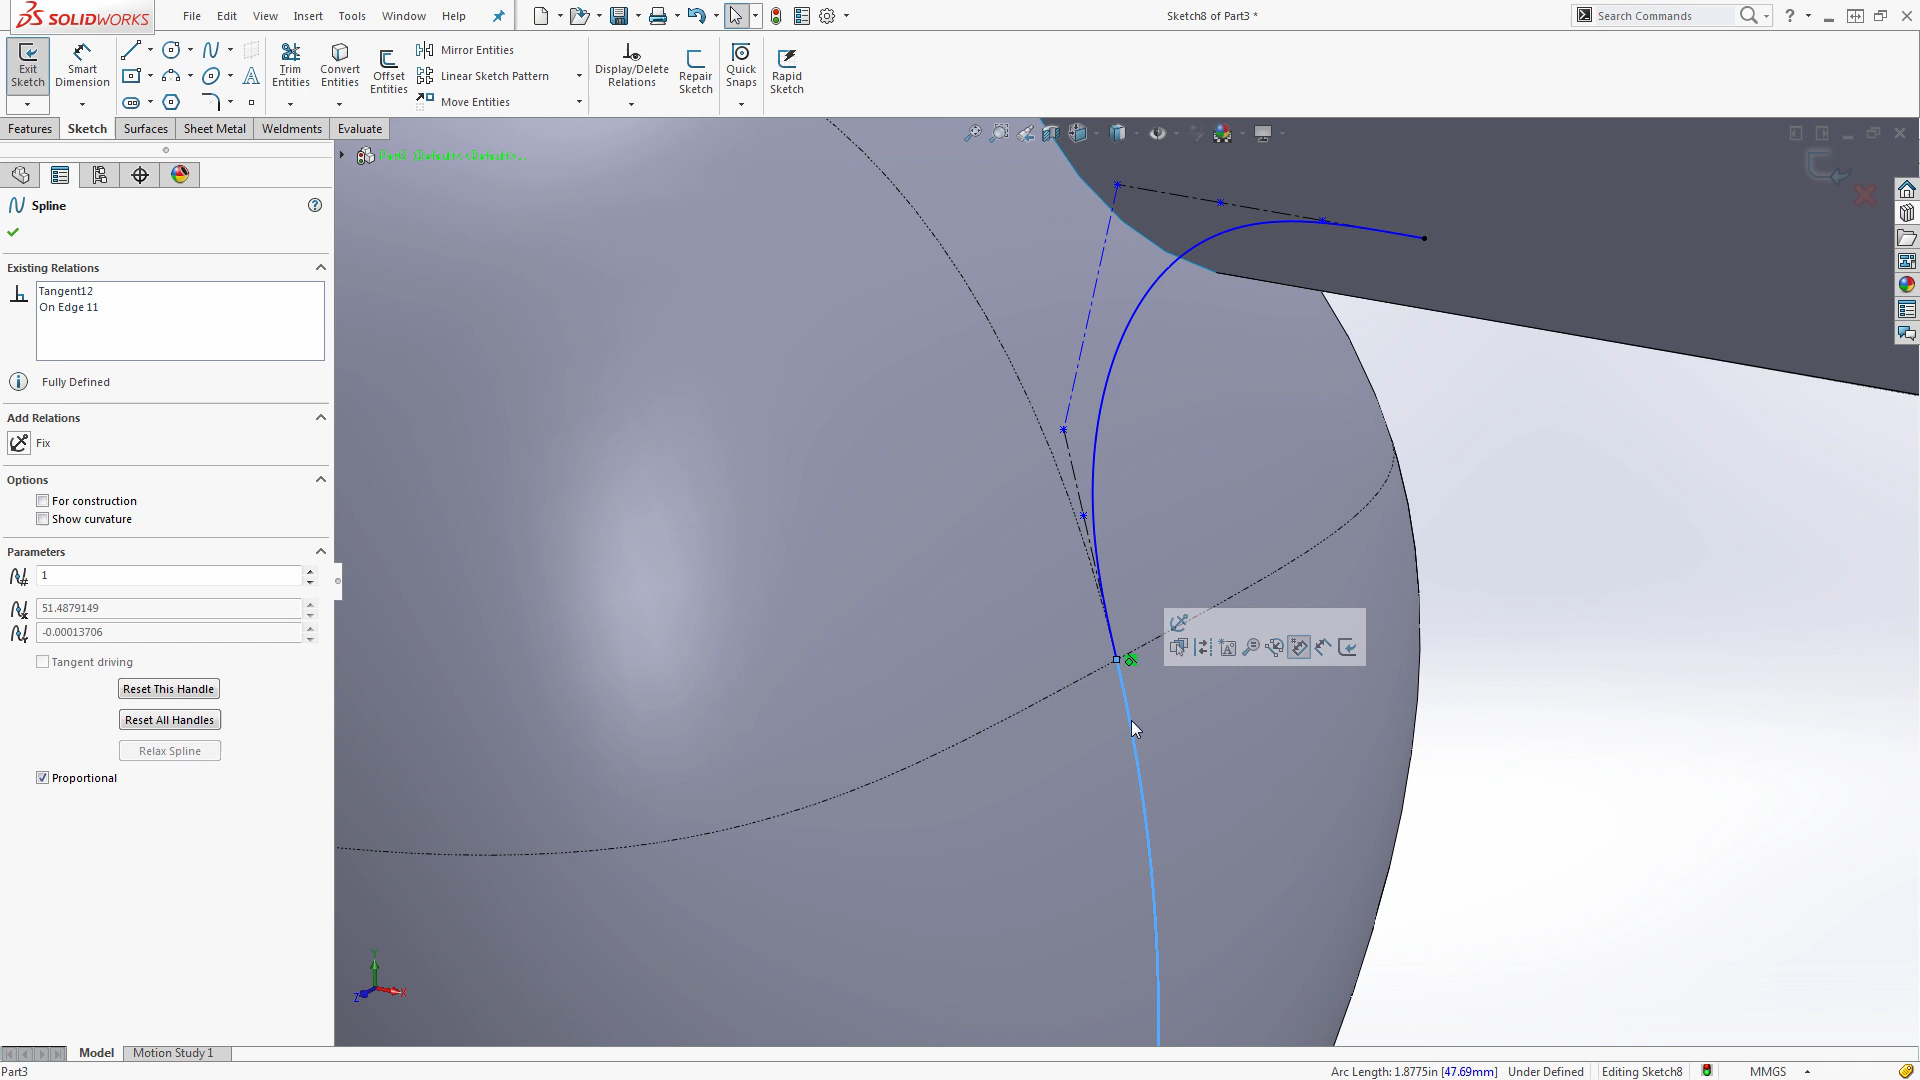 SOLIDWORKS
File Edit View Insert Tools Window Help
Sketch8 of Part3 *
Search Commands
Exit Sketch
Smart Dimension
Trim Entities
Convert Entities
Offset Entities
Mirror Entities
Linear Sketch Pattern
Move Entities
Display/Delete Relations
Repair Sketch
Quick Snaps
Rapid Sketch
Features Sketch Surfaces Sheet Metal Weldments Evaluate
Spline
Existing Relations
Tangent12
On Edge 11
Fully Defined
Add Relations
Fix
Options
For construction
Show curvature
Parameters
1
51.4879149
-0.00013706
Tangent driving
Reset This Handle
Reset All Handles
Relax Spline
Proportional
Y
Z
X
Model Motion Study 1
Part3
Arc Length: 1.8775in [47.69mm] Under Defined Editing Sketch8 MMGS